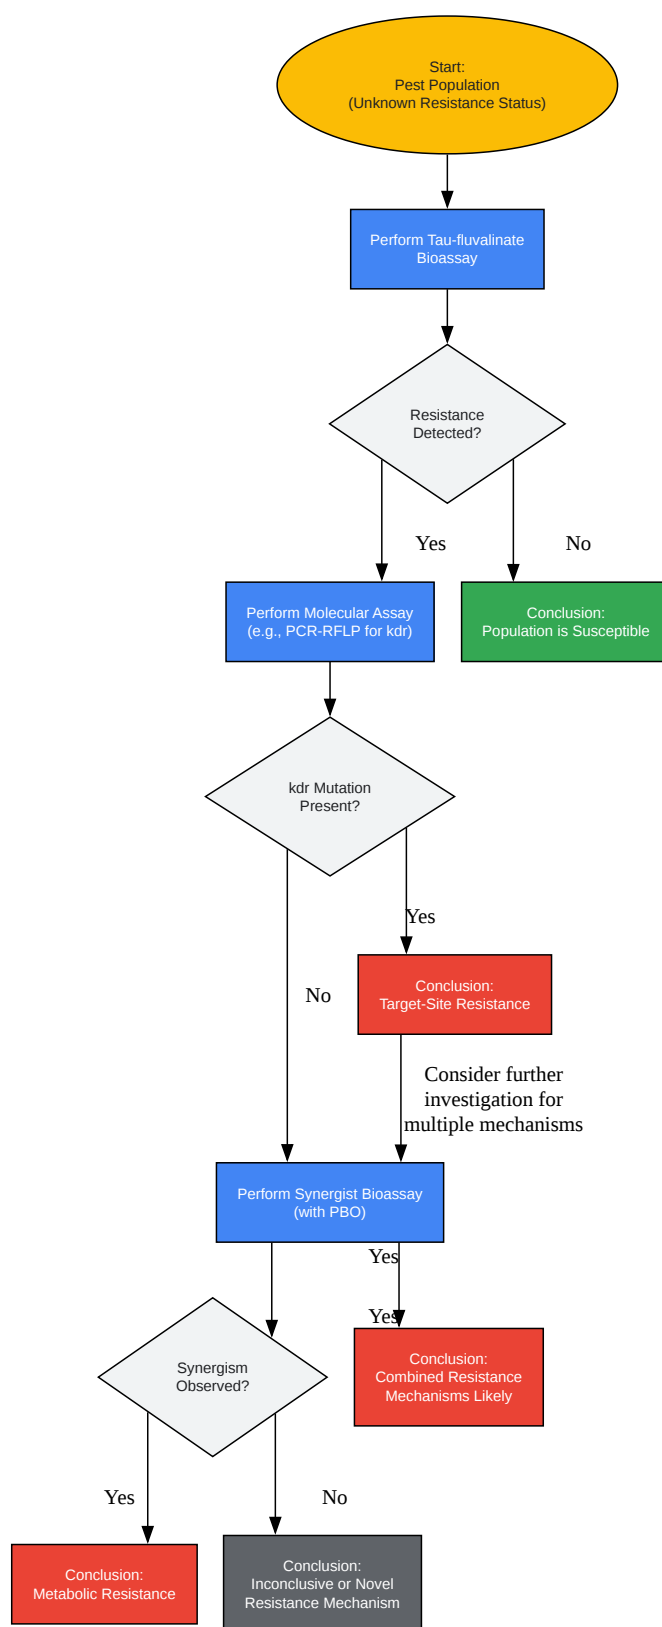 Start:
Pest Population
(Unknown Resistance Status)
Perform Tau-fluvalinate
Bioassay
Resistance
Detected?
Yes
No
Perform Molecular Assay
(e.g., PCR-RFLP for kdr)
Conclusion:
Population is Susceptible
kdr Mutation
Present?
Yes
No
Conclusion:
Target-Site Resistance
Consider further
investigation for
multiple mechanisms
Perform Synergist Bioassay
(with PBO)
Yes
Yes
Synergism
Observed?
Conclusion:
Combined Resistance
Mechanisms Likely
Yes
No
Conclusion:
Metabolic Resistance
Conclusion:
Inconclusive or Novel
Resistance Mechanism